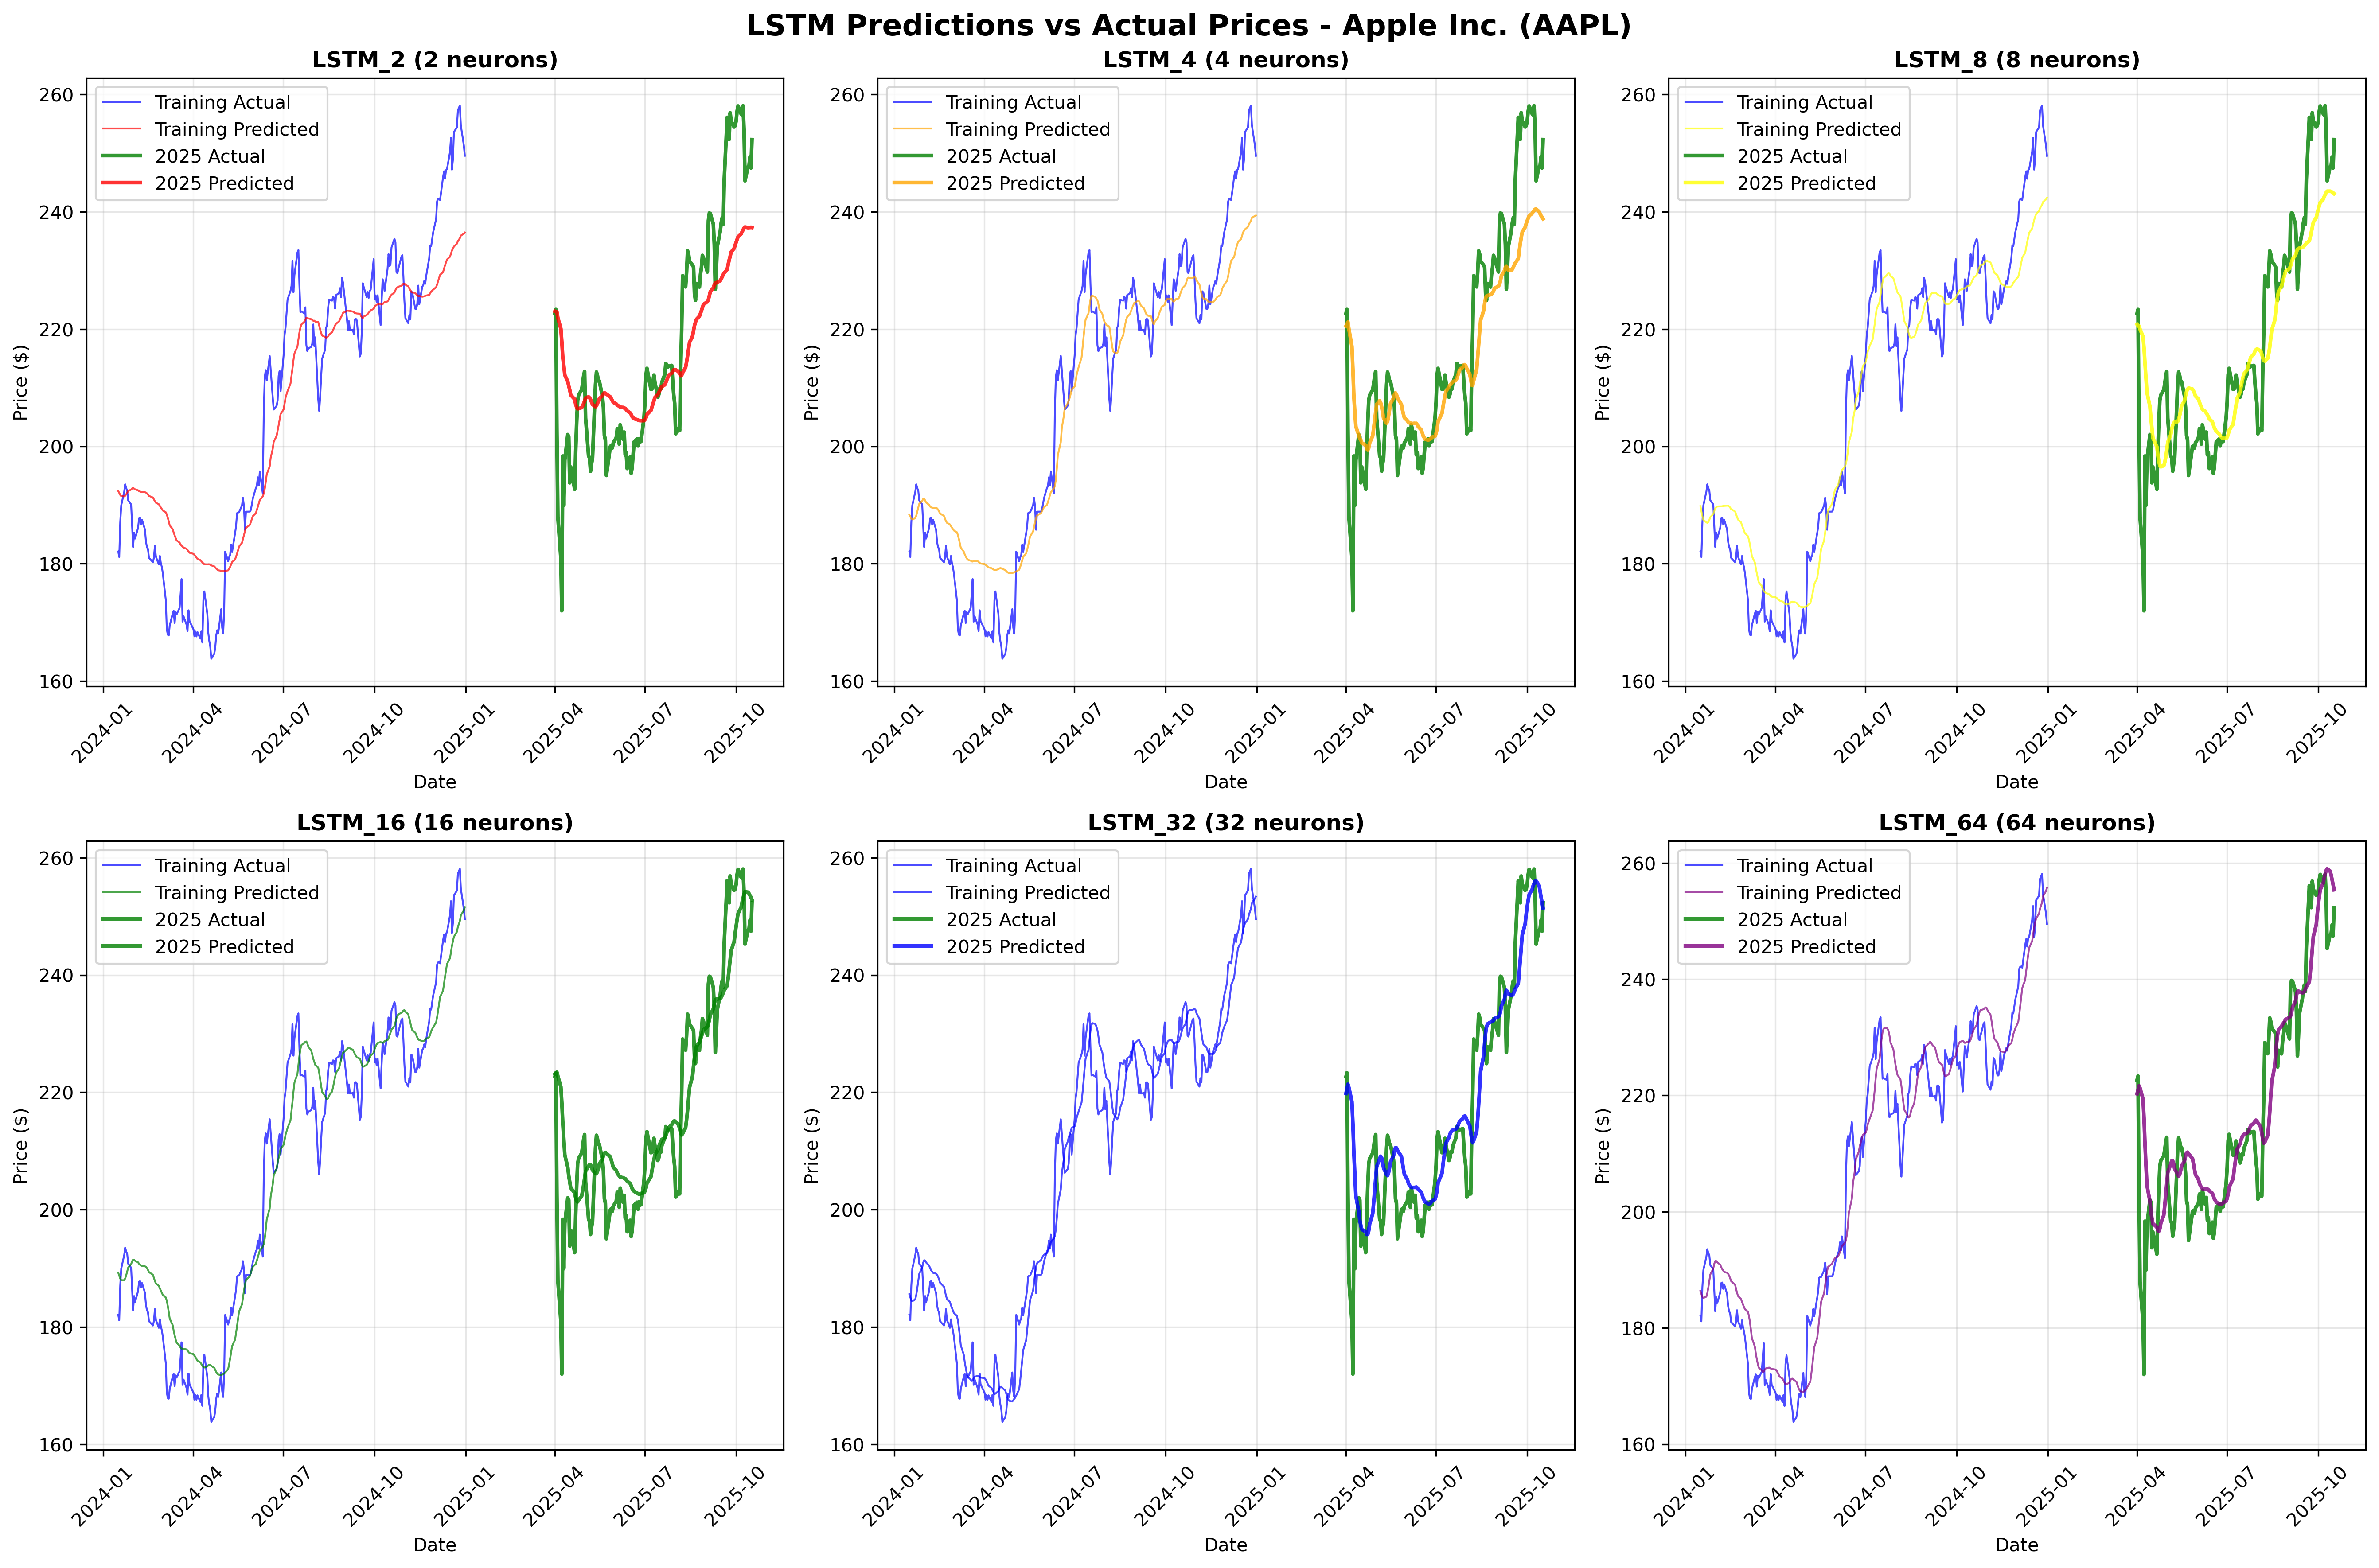 LSTM Predictions vs Actual Prices - Apple Inc. (AAPL)
LSTM_2 (2 neurons)
Training Actual
Training Predicted
2025 Actual
2025 Predicted
260
240
220
200
180
160
Price ($)
2024-01
2024-04
2024-07
2024-10
2025-01
2025-04
2025-07
2025-10
Date
LSTM_4 (4 neurons)
Training Actual
Training Predicted
2025 Actual
2025 Predicted
260
240
220
200
180
160
Price ($)
2024-01
2024-04
2024-07
2024-10
2025-01
2025-04
2025-07
2025-10
Date
LSTM_8 (8 neurons)
Training Actual
Training Predicted
2025 Actual
2025 Predicted
260
240
220
200
180
160
Price ($)
2024-01
2024-04
2024-07
2024-10
2025-01
2025-04
2025-07
2025-10
Date
LSTM_16 (16 neurons)
Training Actual
Training Predicted
2025 Actual
2025 Predicted
260
240
220
200
180
160
Price ($)
2024-01
2024-04
2024-07
2024-10
2025-01
2025-04
2025-07
2025-10
Date
LSTM_32 (32 neurons)
Training Actual
Training Predicted
2025 Actual
2025 Predicted
260
240
220
200
180
160
Price ($)
2024-01
2024-04
2024-07
2024-10
2025-01
2025-04
2025-07
2025-10
Date
LSTM_64 (64 neurons)
Training Actual
Training Predicted
2025 Actual
2025 Predicted
260
240
220
200
180
160
Price ($)
2024-01
2024-04
2024-07
2024-10
2025-01
2025-04
2025-07
2025-10
Date